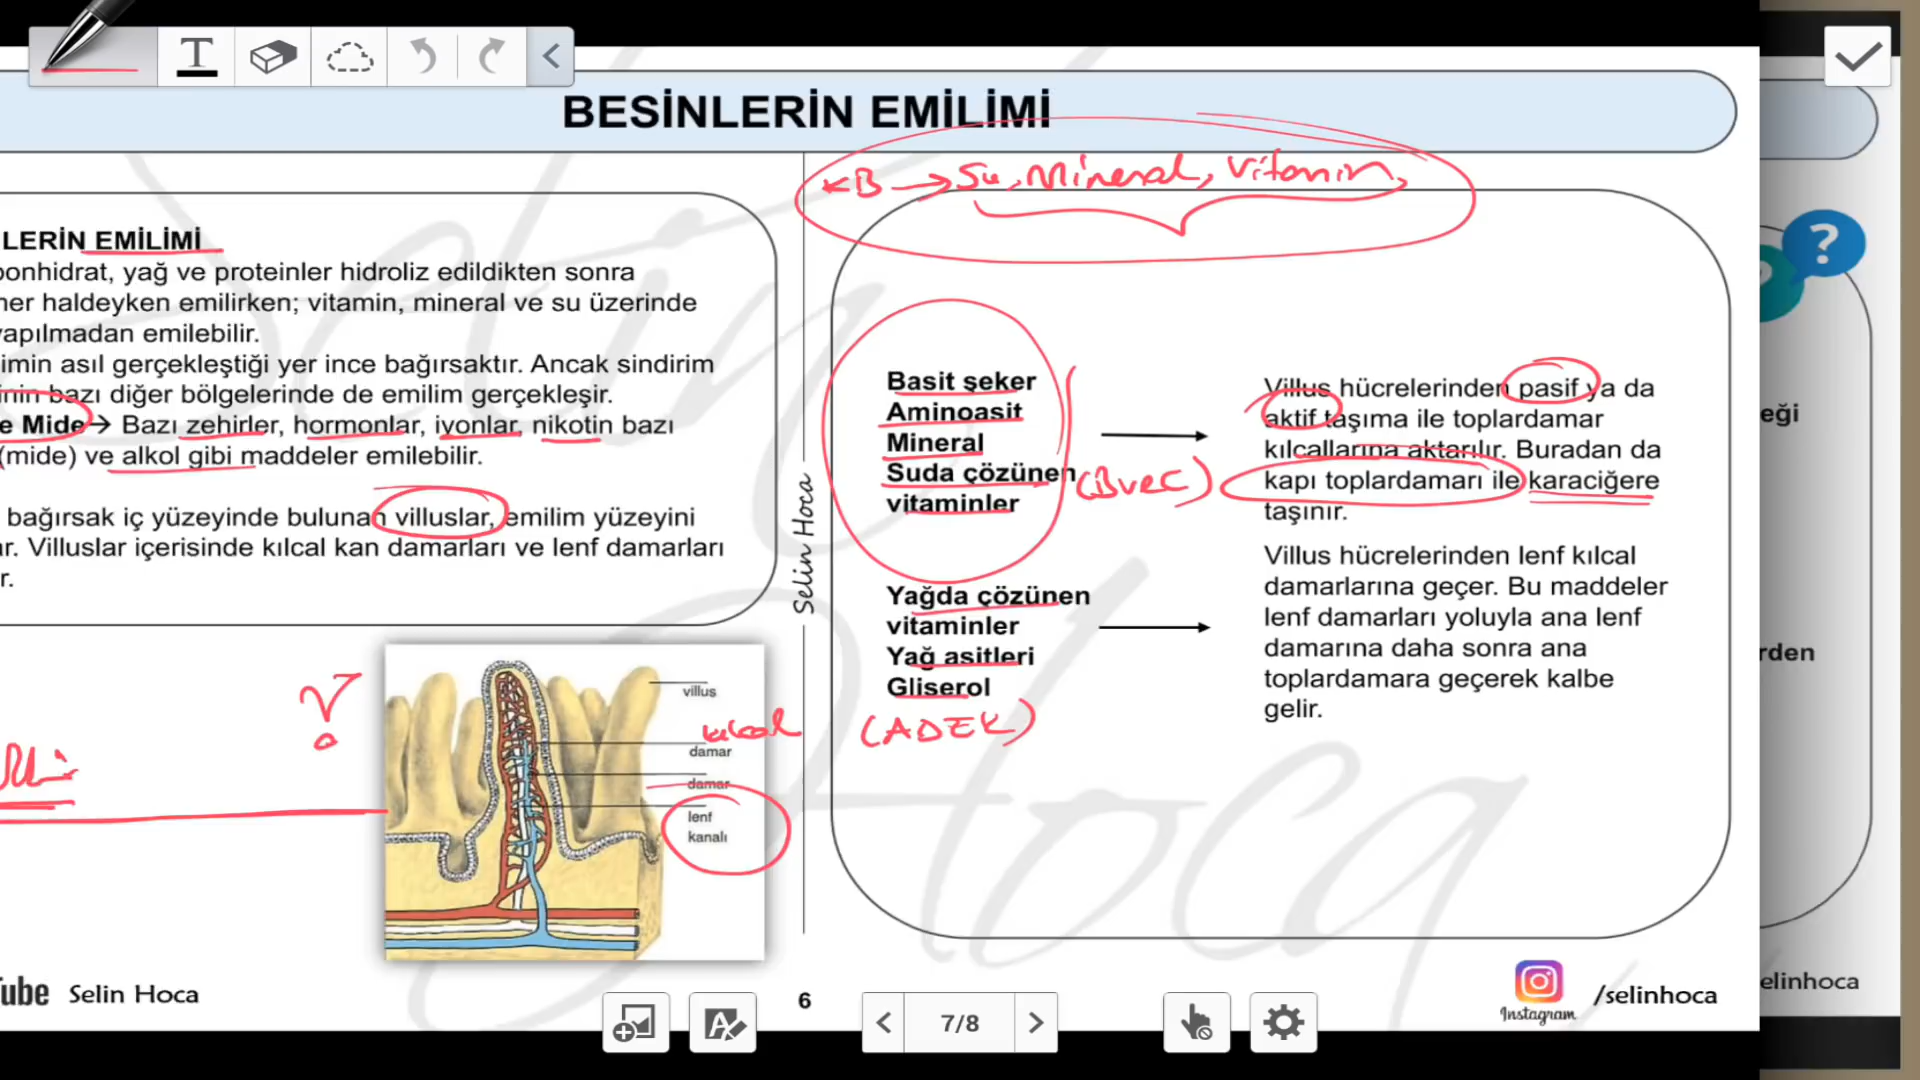 T
BESİNLERİN EMİLİMİ
KB → Su, Mineral, Vitamin,
LERİN EMİLİMİ
bonhidrat, yağ ve proteinler hidroliz edildikten sonra
ner haldeyken emilirken; vitamin, mineral ve su üzerinde
yapılmadan emilebilir.
imin asıl gerçekleştiği yer ince bağırsaktır. Ancak sindirim
inin bazı diğer bölgelerinde de emilim gerçekleşir.
e Mide→ Bazı zehirler, hormonlar, iyonlar, nikotin bazı
(mide) ve alkol gibi maddeler emilebilir.
bağırsak iç yüzeyinde bulunan villuslar, emilim yüzeyini
ır. Villuslar içerisinde kılcal kan damarları ve lenf damarları
r.
villus
kılcal
damar
damar
lenf
kanalı
Selin Hoca
Basit şeker
Aminoasit
Mineral
Suda çözünen
vitaminler
(B ve C)
Villus hücrelerinden pasif ya da
aktif taşıma ile toplardamar
kılcallarına aktarılır. Buradan da
kapı toplardamarı ile karaciğere
taşınır.
Yağda çözünen
vitaminler
Yağ asitleri
Gliserol
(ADEK)
Villus hücrelerinden lenf kılcal
damarlarına geçer. Bu maddeler
lenf damarları yoluyla ana lenf
damarına daha sonra ana
toplardamara geçerek kalbe
gelir.
?
eği
rden
Selin Hoca
ube Selin Hoca
6
7/8
Instagram
/selinhoca
elinhoca